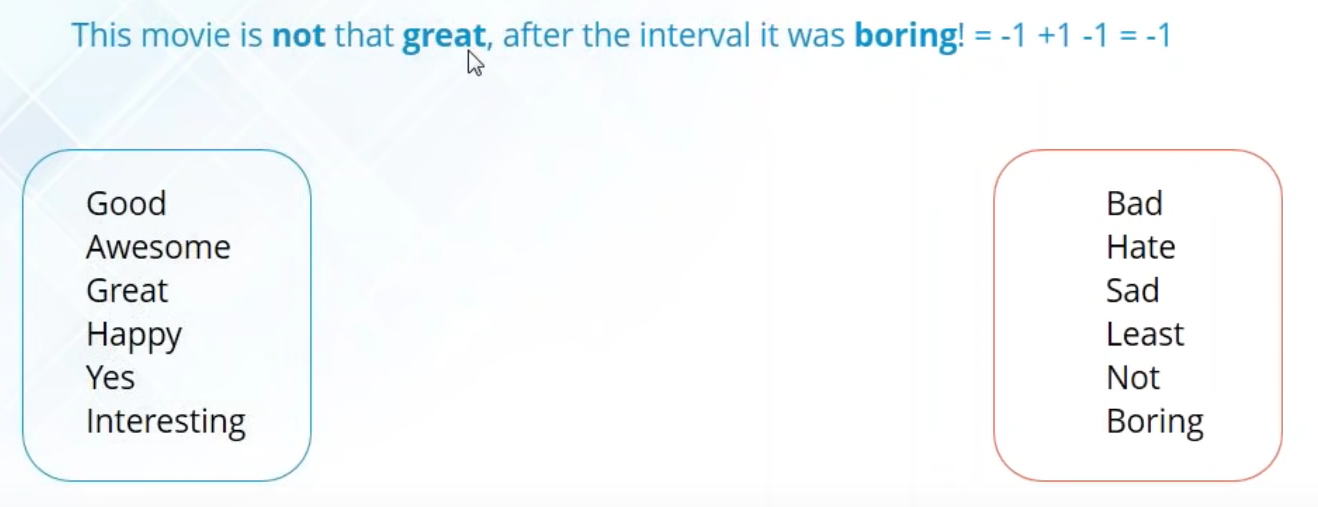 This movie is not that great, after the interval it was boring! = -1 +1 -1 = -1
Good
Awesome
Great
Happy
Yes
Interesting
Bad
Hate
Sad
Least
Not
Boring